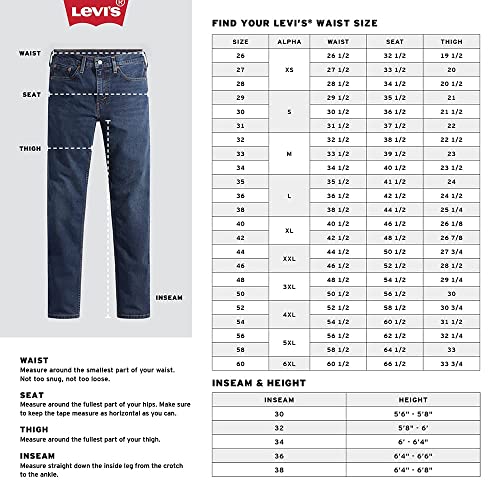 LEVI'S
WAIST
SEAT
THIGH
INSEAM
WAIST
Measure around the smallest part of your waist.
Not too snug, not too loose.
SEAT
Measure around the fullest part of your hips. Make
sure to keep the tape measure as horizontal as you can.
THIGH
Measure around the fullest part of your thigh.
INSEAM
Measure straight down the inside leg from the crotch
to the ankle.
FIND YOUR LEVI'S® WAIST SIZE
SIZE ALPHA WAIST SEAT THIGH
26 26 1/2 32 1/2 19 1/2
27 XS 27 1/2 33 1/2 20
28 28 1/2 34 1/2 20 1/2
29 29 1/2 35 1/2 21
30 S 30 1/2 36 1/2 21 1/2
31 31 1/2 37 1/2 22
32 32 1/2 38 1/2 22 1/2
33 M 33 1/2 39 1/2 23
34 34 1/2 40 1/2 23 1/2
35 35 1/2 41 1/2 24
36 L 36 1/2 42 1/2 24 1/2
38 38 1/2 44 1/2 25 1/4
40 XL 40 1/2 46 1/2 26 1/8
42 42 1/2 48 1/2 26 7/8
44 XXL 44 1/2 50 1/2 27 3/4
46 46 1/2 52 1/2 28 1/2
48 3XL 48 1/2 54 1/2 29 1/4
50 50 1/2 56 1/2 30
52 4XL 52 1/2 58 1/2 30 3/4
54 54 1/2 60 1/2 31 1/2
56 5XL 56 1/2 62 1/2 32 1/4
58 58 1/2 64 1/2 33
60 6XL 60 1/2 66 1/2 33 3/4
INSEAM & HEIGHT
INSEAM HEIGHT
30 5'6" - 5'8"
32 5'8" - 6'
34 6' - 6'4"
36 6'4" - 6'6"
38 6'4" - 6'8"